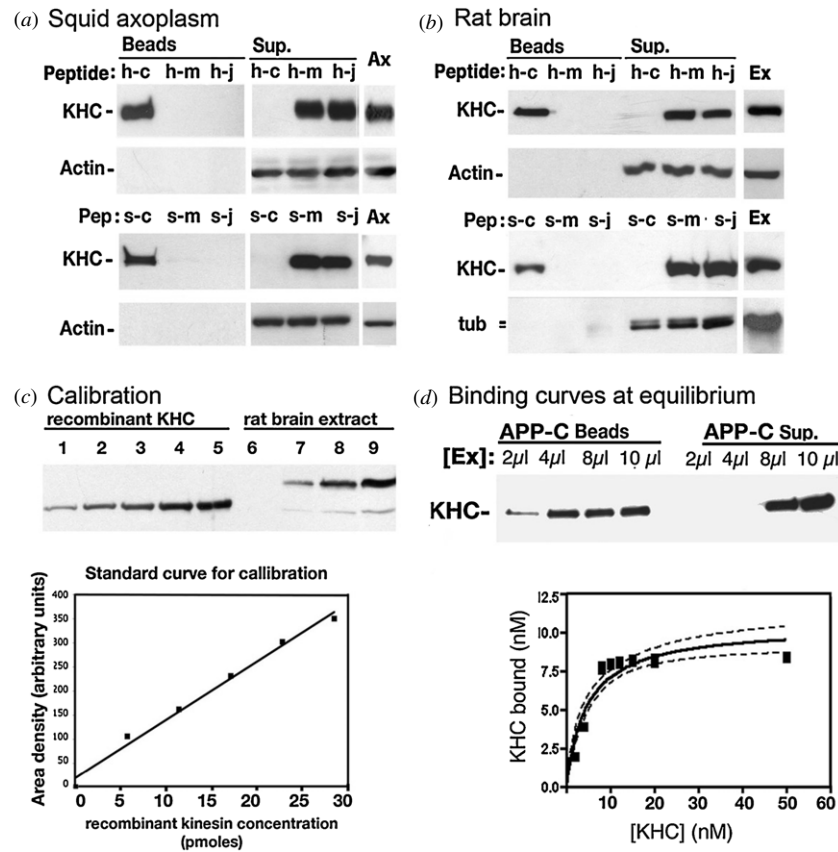 (a) Squid axoplasm
Beads Sup. Ax
Peptide: h-c h-m h-j h-c h-m h-j
KHC-
Actin-
Pep: s-c s-m s-j s-c s-m s-j Ax
KHC-
Actin-
(b) Rat brain
Beads Sup.
Peptide: h-c h-m h-j h-c h-m h-j Ex
KHC-
Actin-
Pep: s-c s-m s-j s-c s-m s-j Ex
KHC-
tub =
(c) Calibration
recombinant KHC rat brain extract
1 2 3 4 5 6 7 8 9
Standard curve for callibration
Area density (arbitrary units)
400
350
300
250
200
150
100
50
0
0 5 10 15 20 25 30
recombinant kinesin concentration
(pmoles)
(d) Binding curves at equilibrium
APP-C Beads APP-C Sup.
[Ex]: 2µl 4µl 8µl 10 µl 2µl 4µl 8µl 10 µl
KHC-
KHC bound (nM)
12.5
10.0
7.5
5.0
2.5
0.0
10 20 30 40 50 60
[KHC] (nM)